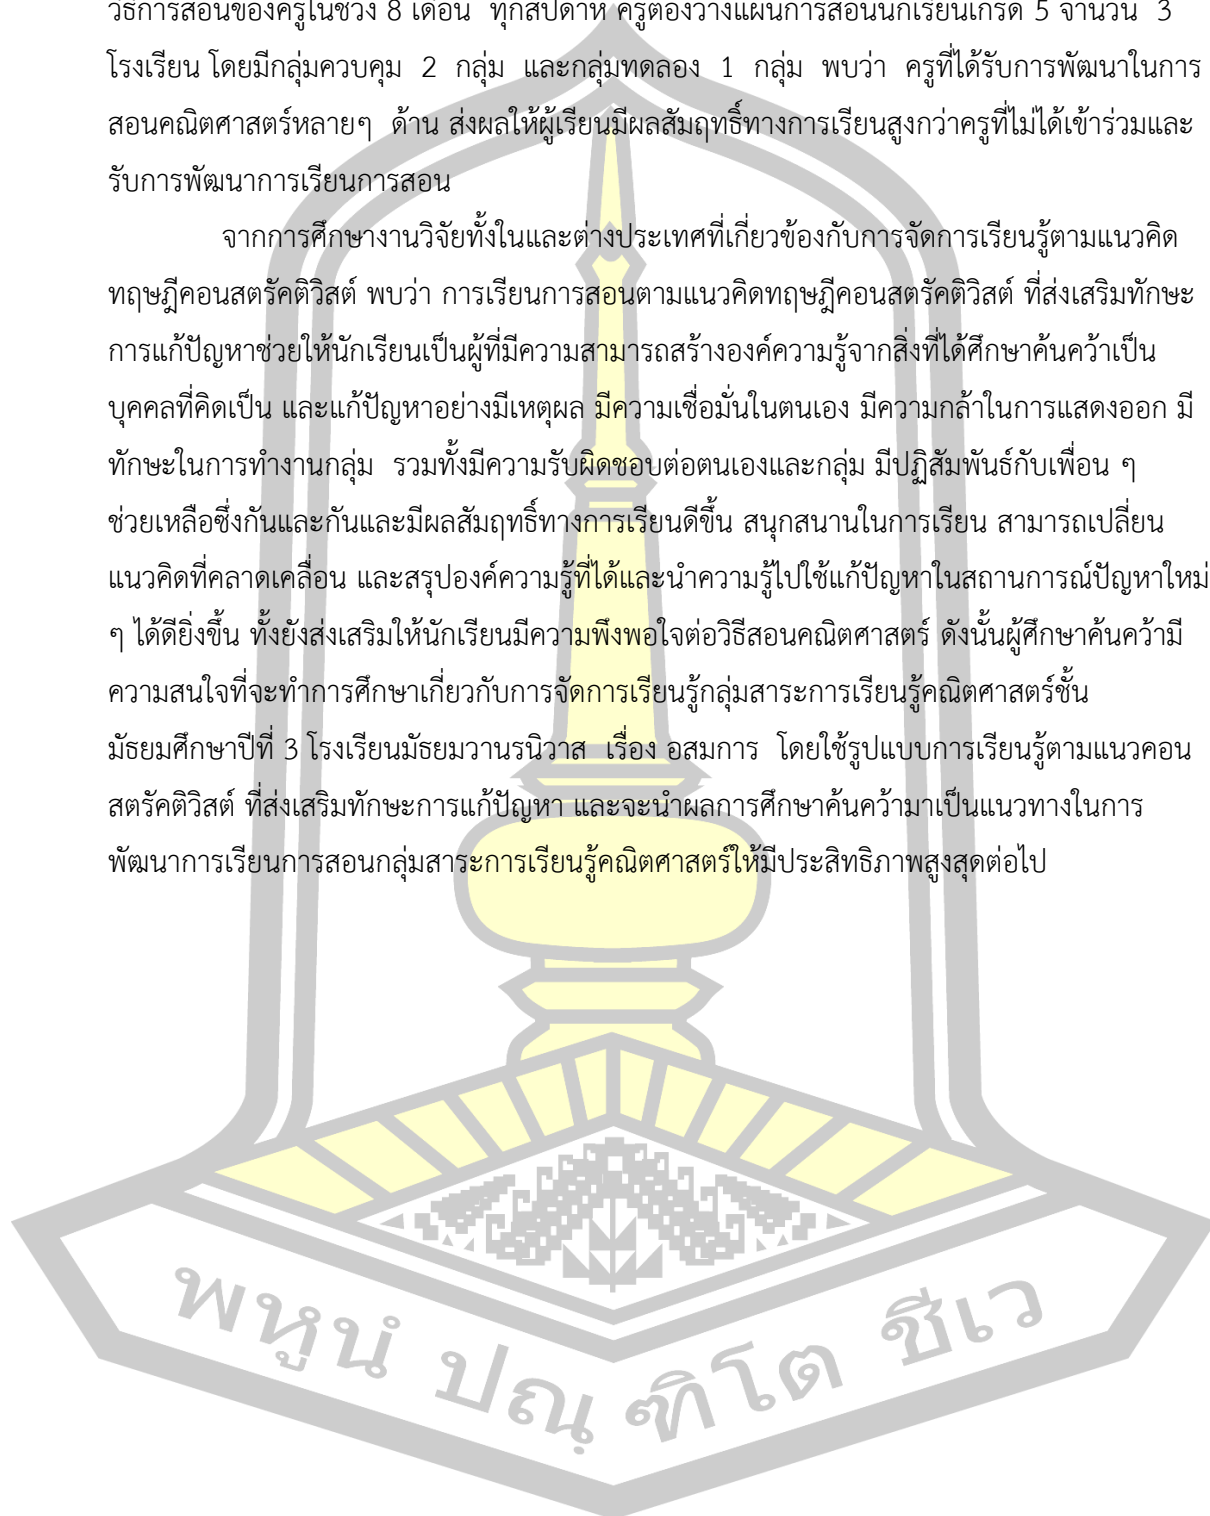 วิธีการสอนของครูในช่วง 8 เดือน ทุกสัปดาห์ ครูต้องวางแผนการสอนนักเรียนเกรด 5 จำนวน 3
โรงเรียน โดยมีกลุ่มควบคุม 2 กลุ่ม และกลุ่มทดลอง 1 กลุ่ม พบว่า ครูที่ได้รับการพัฒนาในการ
สอนคณิตศาสตร์หลายๆ ด้าน ส่งผลให้ผู้เรียนมีผลสัมฤทธิ์ทางการเรียนสูงกว่าครูที่ไม่ได้เข้าร่วมและ
รับการพัฒนาการเรียนการสอน
จากการศึกษางานวิจัยทั้งในและต่างประเทศที่เกี่ยวข้องกับการจัดการเรียนรู้ตามแนวคิด
ทฤษฎีคอนสตรัคติวิสต์ พบว่า การเรียนการสอนตามแนวคิดทฤษฎีคอนสตรัคติวิสต์ ที่ส่งเสริมทักษะ
การแก้ปัญหาช่วยให้นักเรียนเป็นผู้ที่มีความสามารถสร้างองค์ความรู้จากสิ่งที่ได้ศึกษาค้นคว้าเป็น
บุคคลที่คิดเป็น และแก้ปัญหาอย่างมีเหตุผล มีความเชื่อมั่นในตนเอง มีความกล้าในการแสดงออก มี
ทักษะในการทำงานกลุ่ม รวมทั้งมีความรับผิดชอบต่อตนเองและกลุ่ม มีปฏิสัมพันธ์กับเพื่อน ๆ
ช่วยเหลือซึ่งกันและกันและมีผลสัมฤทธิ์ทางการเรียนดีขึ้น สนุกสนานในการเรียน สามารถเปลี่ยน
แนวคิดที่คลาดเคลื่อน และสรุปองค์ความรู้ที่ได้และนำความรู้ไปใช้แก้ปัญหาในสถานการณ์ปัญหาใหม่
ๆ ได้ดียิ่งขึ้น ทั้งยังส่งเสริมให้นักเรียนมีความพึงพอใจต่อวิธีสอนคณิตศาสตร์ ดังนั้นผู้ศึกษาค้นคว้ามี
ความสนใจที่จะทำการศึกษาเกี่ยวกับการจัดการเรียนรู้กลุ่มสาระการเรียนรู้คณิตศาสตร์ชั้น
มัธยมศึกษาปีที่ 3 โรงเรียนมัธยมวานรนิวาส เรื่อง อสมการ โดยใช้รูปแบบการเรียนรู้ตามแนวคอน
สตรัคติวิสต์ ที่ส่งเสริมทักษะการแก้ปัญหา และจะนำผลการศึกษาค้นคว้ามาเป็นแนวทางในการ
พัฒนาการเรียนการสอนกลุ่มสาระการเรียนรู้คณิตศาสตร์ให้มีประสิทธิภาพสูงสุดต่อไป
พหูนํ ปณฺฑิโต ชีเว